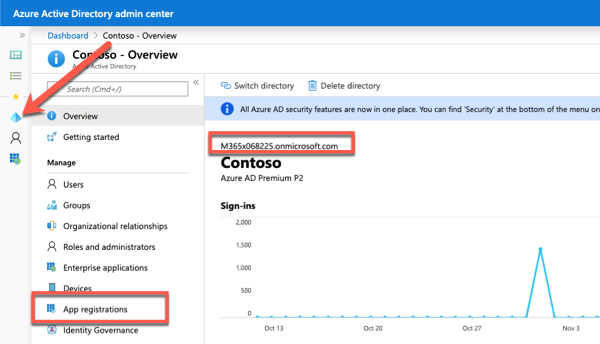 Azure Active Directory admin center
Dashboard > Contoso - Overview
Contoso - Overview
Azure Active Directory
Search (Cmd+/)
Overview
Getting started
Manage
Users
Groups
Organizational relationships
Roles and administrators
Enterprise applications
Devices
App registrations
Identity Governance
Switch directory
Delete directory
All Azure AD security features are now in one place. You can find 'Security' at the bottom of the menu on
M365x068225.onmicrosoft.com
Contoso
Azure AD Premium P2
Sign-ins
2,000
1,500
1,000
500
0
Oct 13 Oct 20 Oct 27 Nov 3